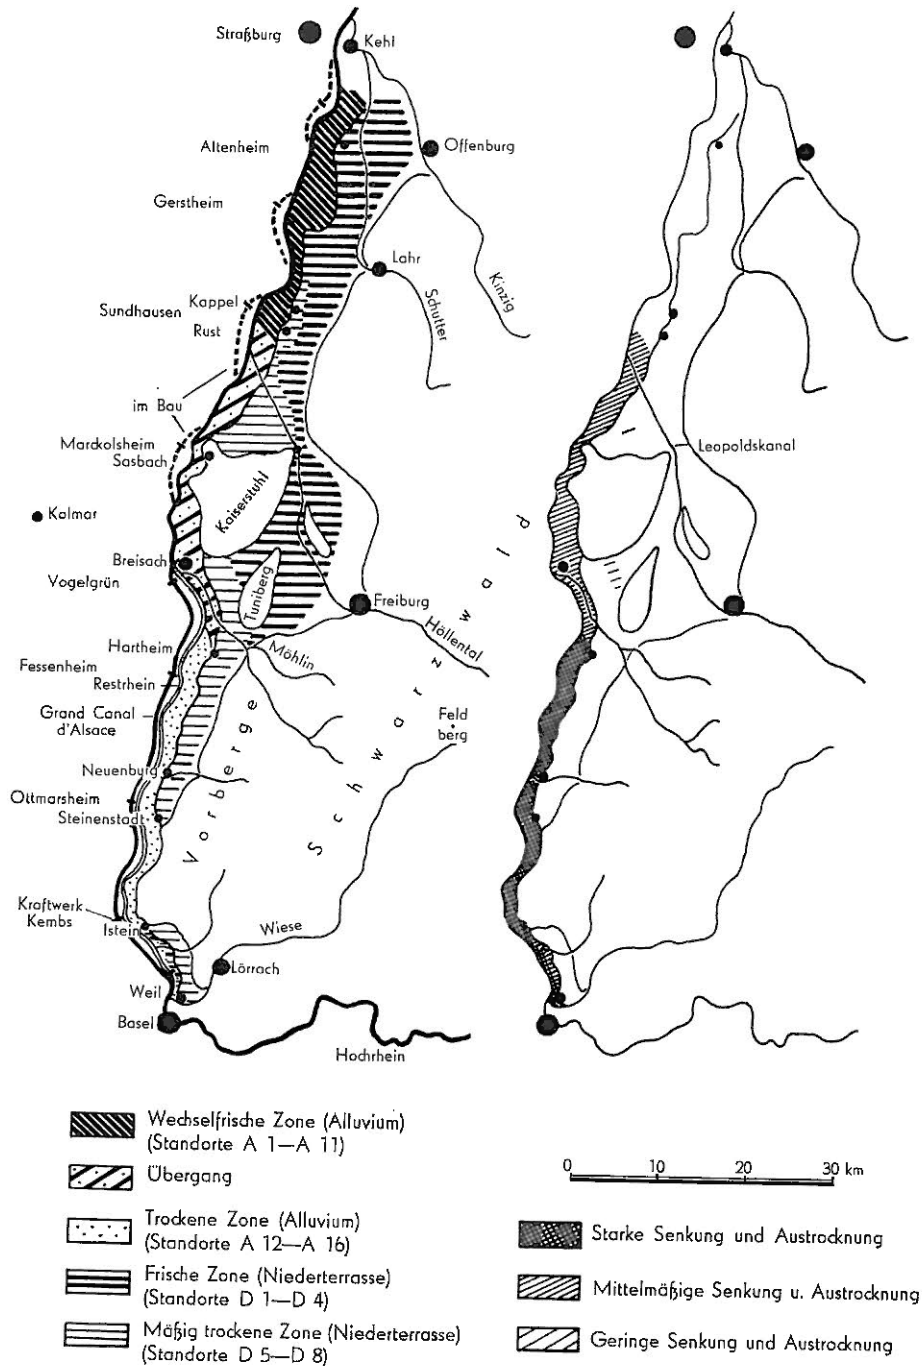 Straßburg
Kehl
Altenheim
Offenburg
Gerstheim
Lahr
Kinzig
Schutter
Kappel
Sundhausen
Rust
im Bau
Marckolsheim
Sasbach
Leopoldskanal
Kaiserstuhl
Kolmar
Breisach
Vogelgrün
Tuniberg
Freiburg
Höllental
Hartheim
Möhlin
Fessenheim
Restrhein
Grand Canal
d'Alsace
Feld
berg
Schwarzwald
Vorberge
Neuenburg
Ottmarsheim
Steinenstadt
Kraftwerk
Kembs
Istein
Wiese
Lörrach
Weil
Basel
Hochrhein
Wechselfrische Zone (Alluvium)
(Standorte A 1—A 11)
Übergang
Trockene Zone (Alluvium)
(Standorte A 12—A 16)
Frische Zone (Niederterrasse)
(Standorte D 1—D 4)
Mäßig trockene Zone (Niederterrasse)
(Standorte D 5—D 8)
0 10 20 30 km
Starke Senkung und Austrocknung
Mittelmäßige Senkung u. Austrocknung
Geringe Senkung und Austrocknung